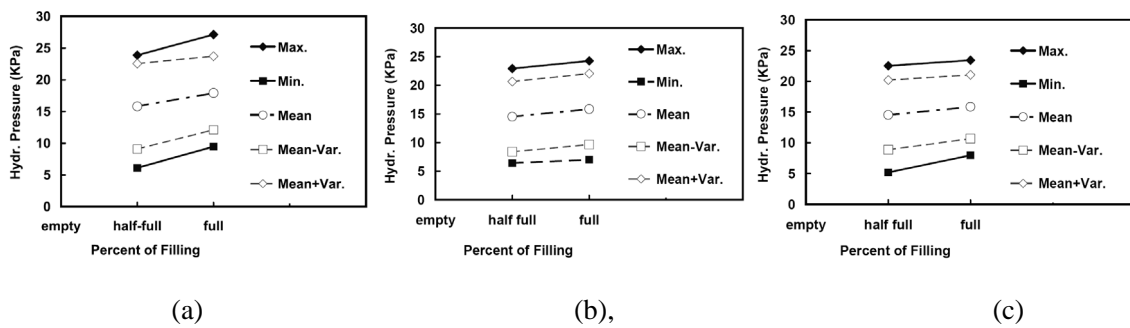 Hydr. Pressure (KPa)
30
25
20
15
10
5
0
empty half-full full
Percent of Filling
Max.
Min.
Mean
Mean-Var.
Mean+Var.
(a)
Hydr. Pressure (KPa)
30
25
20
15
10
5
0
empty half full full
Percent of Filling
Max.
Min.
Mean
Mean-Var.
Mean+Var.
(b),
Hydr. Pressure (KPa)
30
25
20
15
10
5
0
empty half full full
Percent of Filling
Max.
Min.
Mean
Mean-Var.
Mean+Var.
(c)